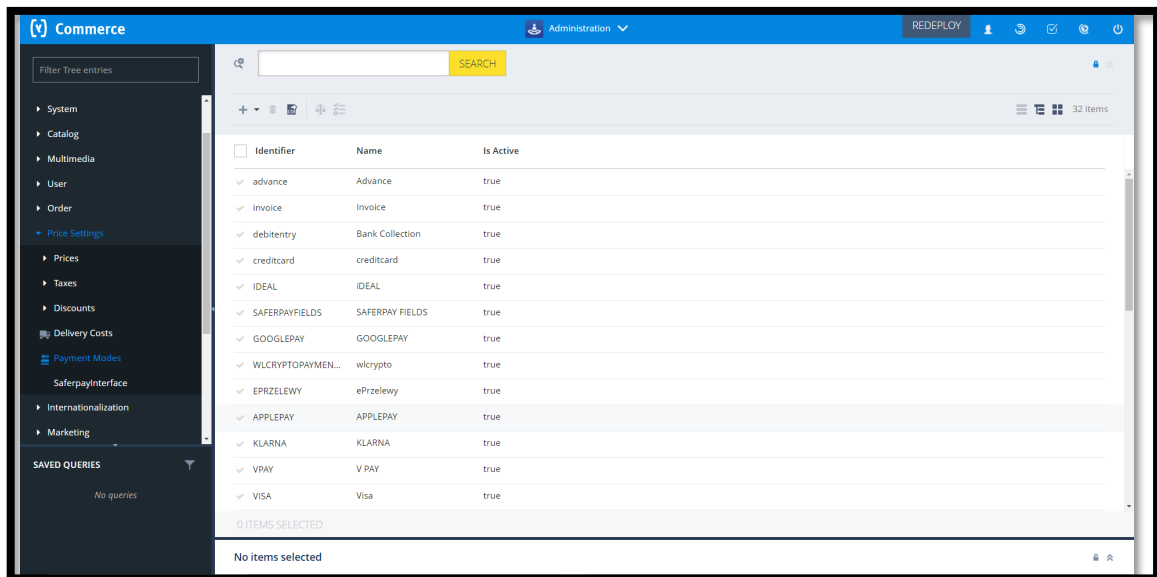 (Y) Commerce
Administration
REDEPLOY
Filter Tree entries
System
Catalog
Multimedia
User
Order
Price Settings
Prices
Taxes
Discounts
Delivery Costs
Payment Modes
SaferpayInterface
Internationalization
Marketing
SAVED QUERIES
No queries
SEARCH
32 items
Identifier Name Is Active
advance Advance true
invoice Invoice true
debitentry Bank Collection true
creditcard creditcard true
IDEAL iDEAL true
SAFERPAYFIELDS SAFERPAY FIELDS true
GOOGLEPAY GOOGLEPAY true
WLCRYPTOPAYMEN... wlcrypto true
EPRZELEWY ePrzelewy true
APPLEPAY APPLEPAY true
KLARNA KLARNA true
VPAY V PAY true
VISA Visa true
0 ITEMS SELECTED
No items selected